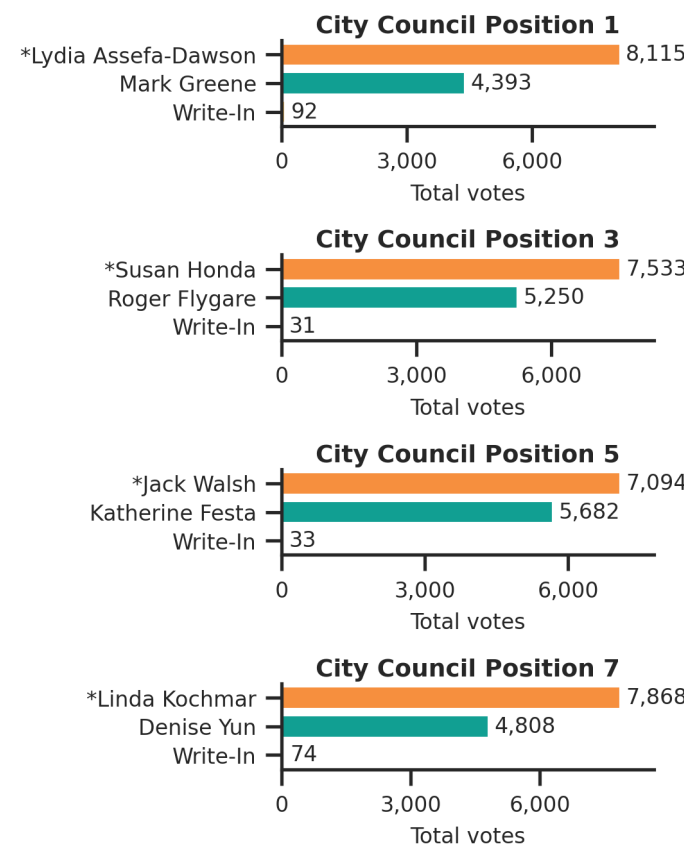 City Council Position 1
*Lydia Assefa-Dawson 8,115
Mark Greene 4,393
Write-In 92
0 3,000 6,000
Total votes
City Council Position 3
*Susan Honda 7,533
Roger Flygare 5,250
Write-In 31
0 3,000 6,000
Total votes
City Council Position 5
*Jack Walsh 7,094
Katherine Festa 5,682
Write-In 33
0 3,000 6,000
Total votes
City Council Position 7
*Linda Kochmar 7,868
Denise Yun 4,808
Write-In 74
0 3,000 6,000
Total votes